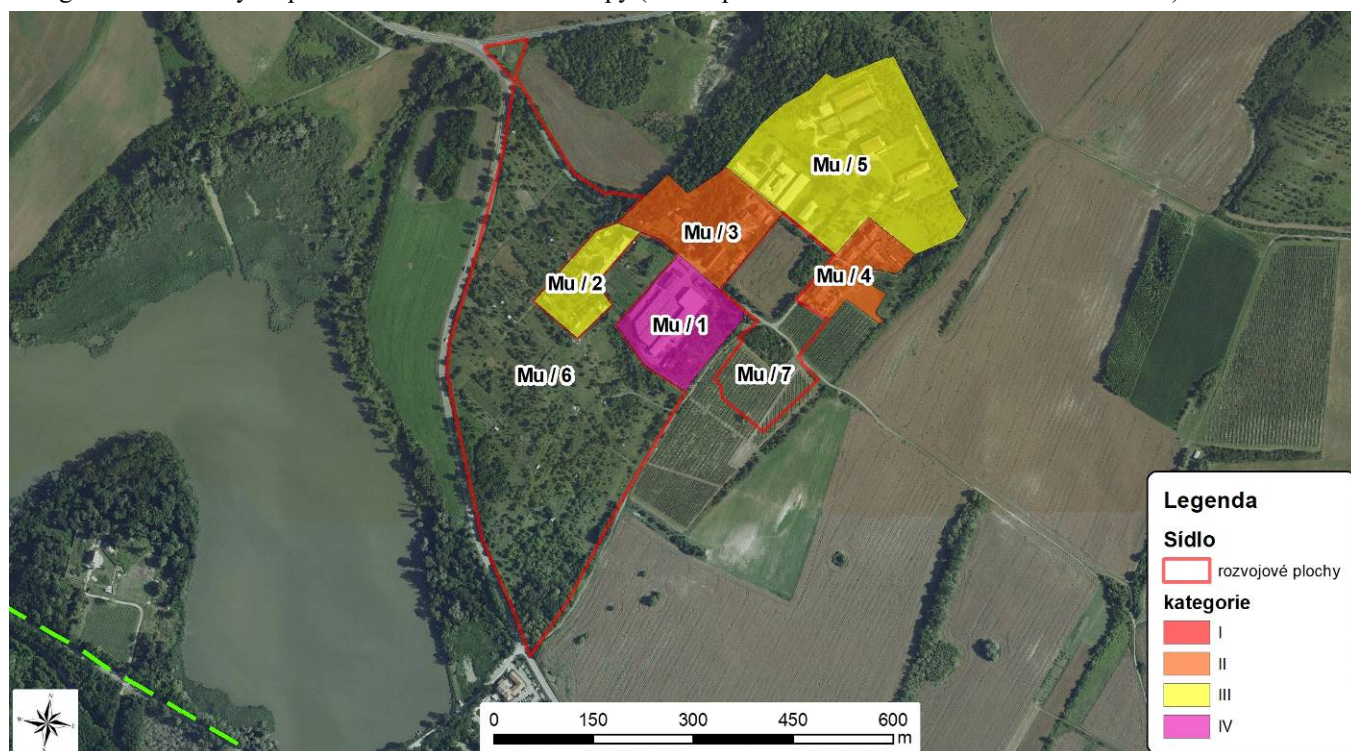 Mu / 5
Mu / 3
Mu / 4
Mu / 2
Mu / 1
Mu / 6
Mu / 7
Legenda
Sídlo
rozvojové plochy
kategorie
I
II
III
IV
0 150 300 450 600
m
N